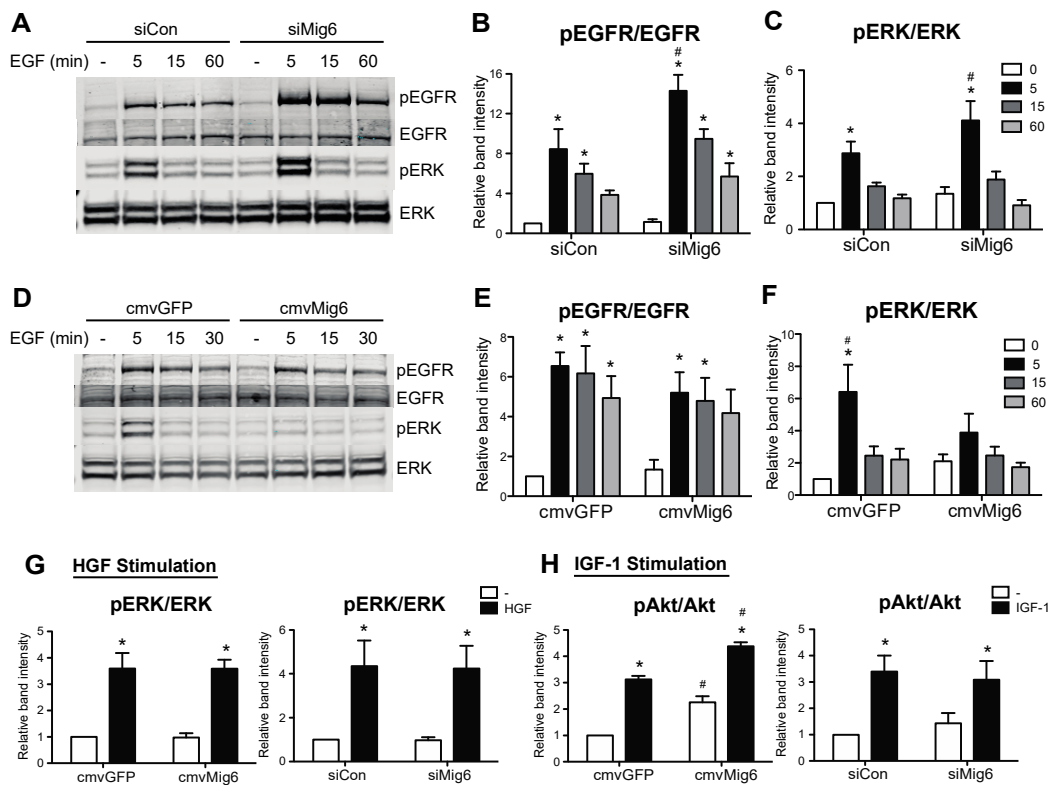 A
siCon siMig6
EGF (min) - 5 15 60 - 5 15 60
pEGFR
EGFR
pERK
ERK
B
pEGFR/EGFR
Relative band intensity
16
12
8
4
0
* * # * * *
siCon siMig6
C
pERK/ERK
Relative band intensity
6
4
2
0
* # *
0
5
15
60
siCon siMig6
D
cmvGFP cmvMig6
EGF (min) - 5 15 30 - 5 15 30
pEGFR
EGFR
pERK
ERK
E
pEGFR/EGFR
Relative band intensity
8
6
4
2
0
* * * * *
cmvGFP cmvMig6
F
pERK/ERK
Relative band intensity
10
8
6
4
2
0
# *
0
5
15
60
cmvGFP cmvMig6
G HGF Stimulation
pERK/ERK
Relative band intensity
5
4
3
2
1
0
* *
cmvGFP cmvMig6
pERK/ERK
-
HGF
Relative band intensity
6
4
2
0
* *
siCon siMig6
H IGF-1 Stimulation
pAkt/Akt
Relative band intensity
5
4
3
2
1
0
* # # *
cmvGFP cmvMig6
pAkt/Akt
-
IGF-1
Relative band intensity
5
4
3
2
1
0
* *
siCon siMig6